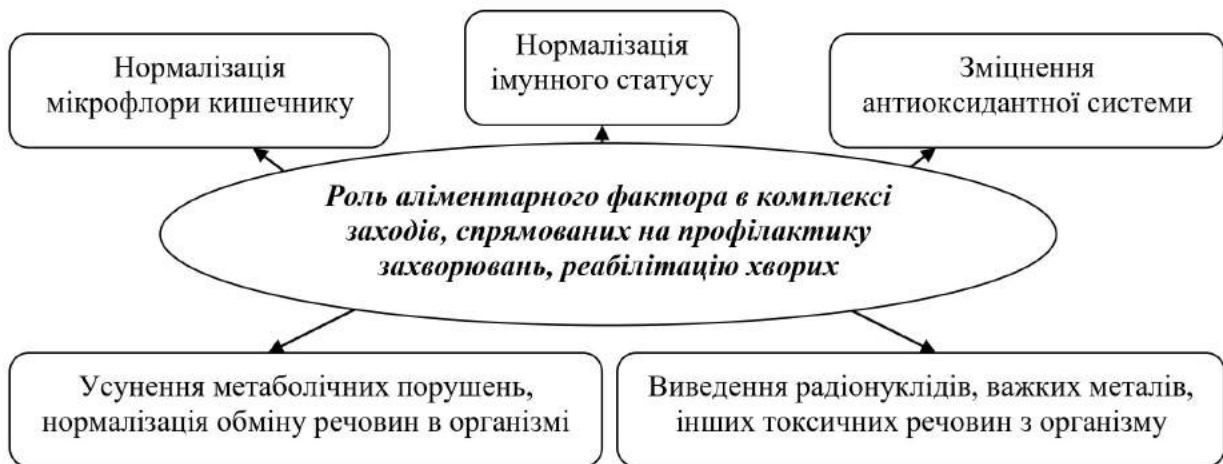 Нормалізація
мікрофлори кишечнику
Нормалізація
імунного статусу
Зміцнення
антиоксидантної системи
Роль аліментарного фактора в комплексі
заходів, спрямованих на профілактику
захворювань, реабілітацію хворих
Усунення метаболічних порушень,
нормалізація обміну речовин в організмі
Виведення радіонуклідів, важких металів,
інших токсичних речовин з організму